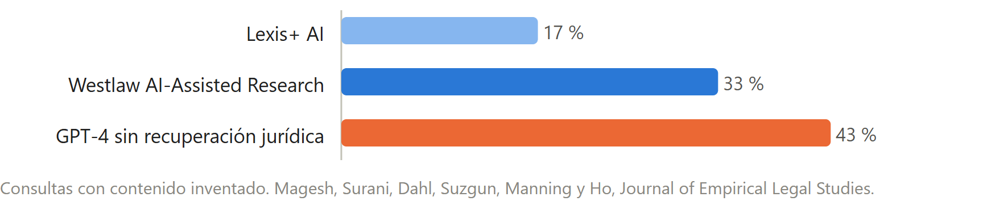 Lexis+ AI
17 %
Westlaw AI-Assisted Research
33 %
GPT-4 sin recuperación jurídica
43 %
Consultas con contenido inventado. Magesh, Surani, Dahl, Suzgun, Manning y Ho, Journal of Empirical Legal Studies.